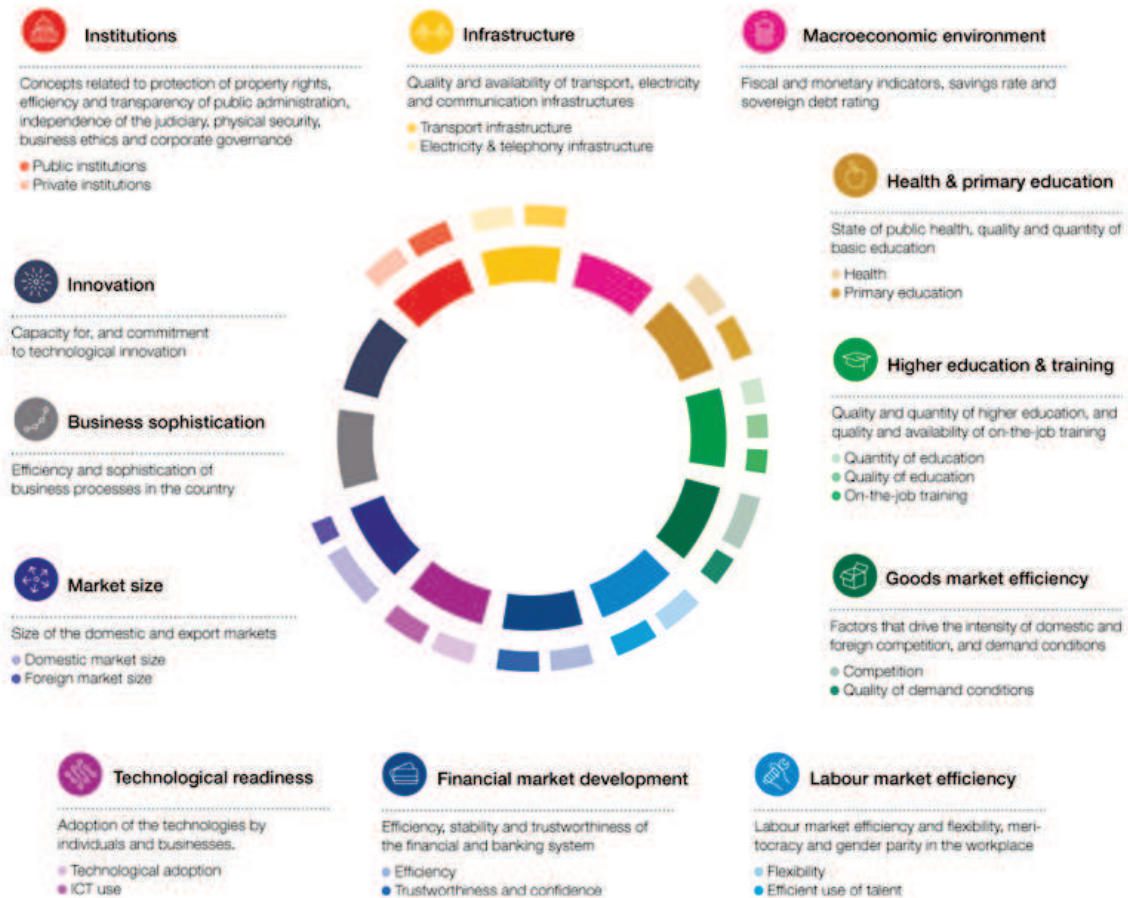 Institutions
Concepts related to protection of property rights,
efficiency and transparency of public administration,
independence of the judiciary, physical security,
business ethics and corporate governance
Public institutions
Private institutions
Infrastructure
Quality and availability of transport, electricity
and communication infrastructures
Transport infrastructure
Electricity & telephony infrastructure
Macroeconomic environment
Fiscal and monetary indicators, savings rate and
sovereign debt rating
Health & primary education
State of public health, quality and quantity of
basic education
Health
Primary education
Innovation
Capacity for, and commitment
to technological innovation
Higher education & training
Quality and quantity of higher education, and
quality and availability of on-the-job training
Quantity of education
Quality of education
On-the-job training
Business sophistication
Efficiency and sophistication of
business processes in the country
Market size
Size of the domestic and export markets
Domestic market size
Foreign market size
Goods market efficiency
Factors that drive the intensity of domestic and
foreign competition, and demand conditions
Competition
Quality of demand conditions
Technological readiness
Adoption of the technologies by
individuals and businesses.
Technological adoption
ICT use
Financial market development
Efficiency, stability and trustworthiness of
the financial and banking system
Efficiency
Trustworthiness and confidence
Labour market efficiency
Labour market efficiency and flexibility, meri-
tocracy and gender parity in the workplace
Flexibility
Efficient use of talent